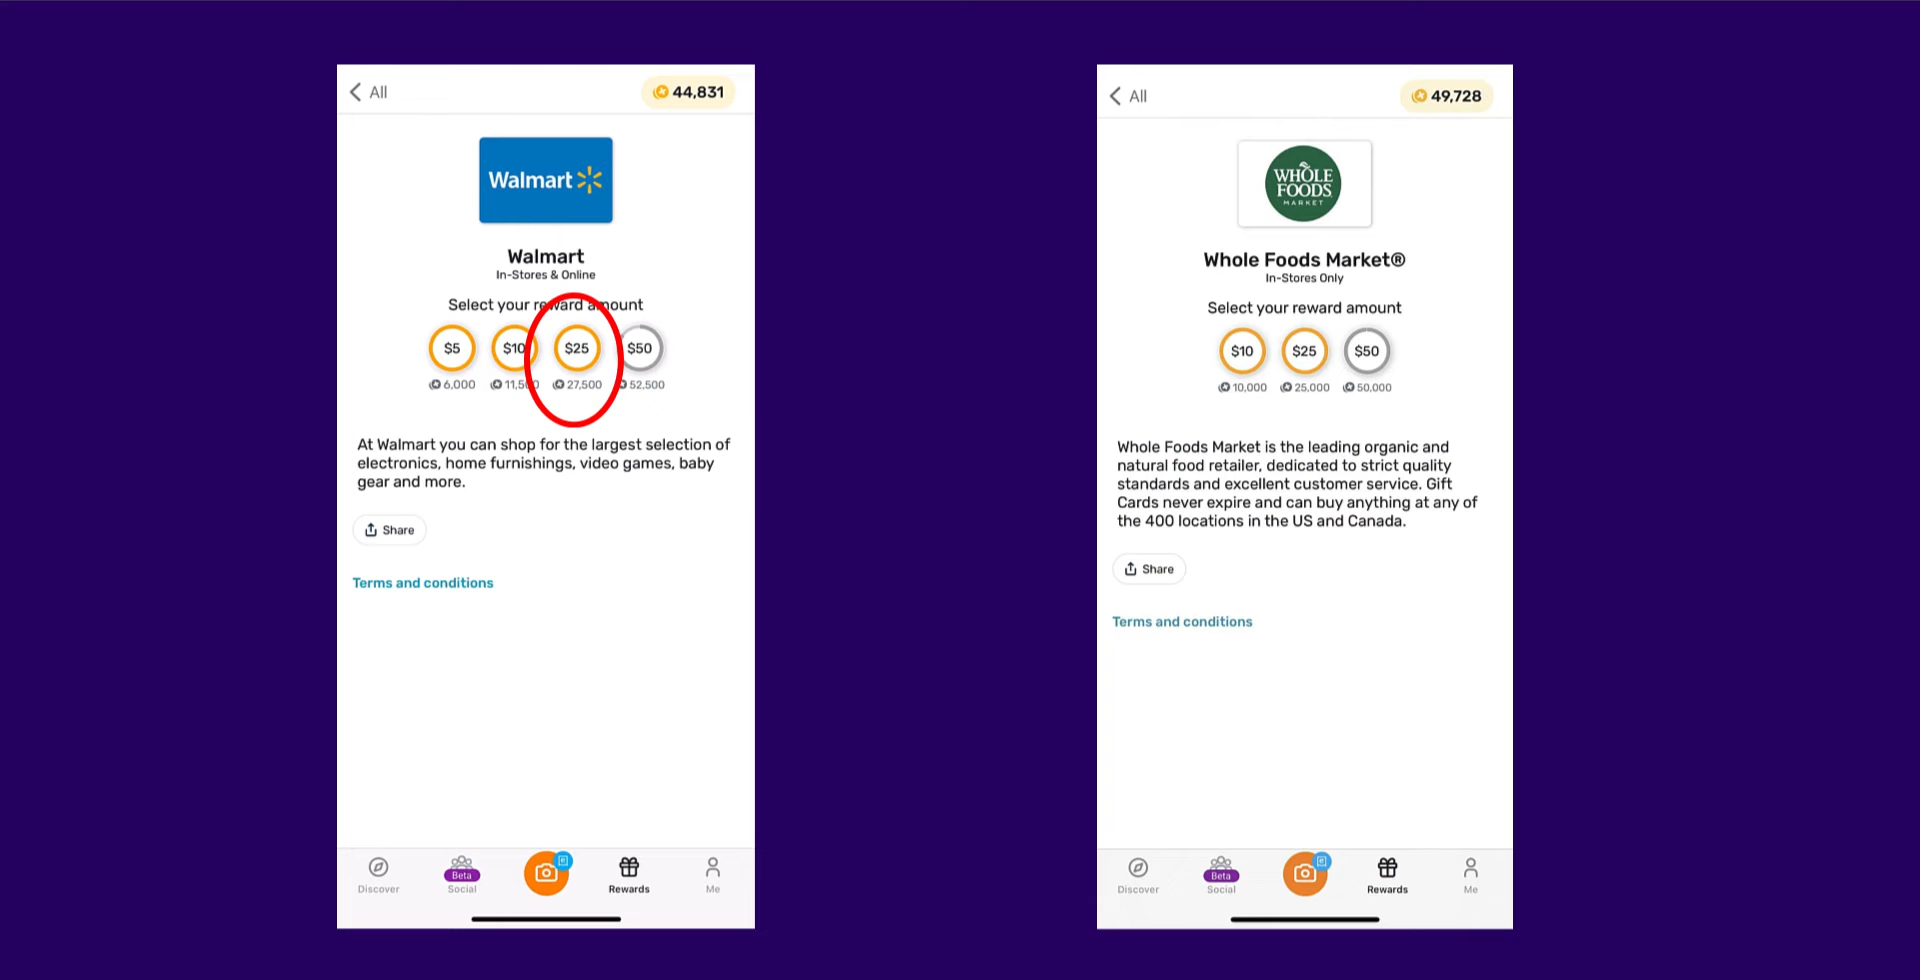 All
44,831
Walmart
Walmart
In-Stores & Online
Select your reward amount
$5 $10 $25 $50
6,000 11,500 27,500 52,500
At Walmart you can shop for the largest selection of
electronics, home furnishings, video games, baby
gear and more.
Share
Terms and conditions
Discover
Beta
Social
Rewards
Me
All
49,728
WHOLE
FOODS
MARKET
Whole Foods Market®
In-Stores Only
Select your reward amount
$10 $25 $50
10,000 25,000 50,000
Whole Foods Market is the leading organic and
natural food retailer, dedicated to strict quality
standards and excellent customer service. Gift
Cards never expire and can buy anything at any of
the 400 locations in the US and Canada.
Share
Terms and conditions
Discover
Beta
Social
Rewards
Me